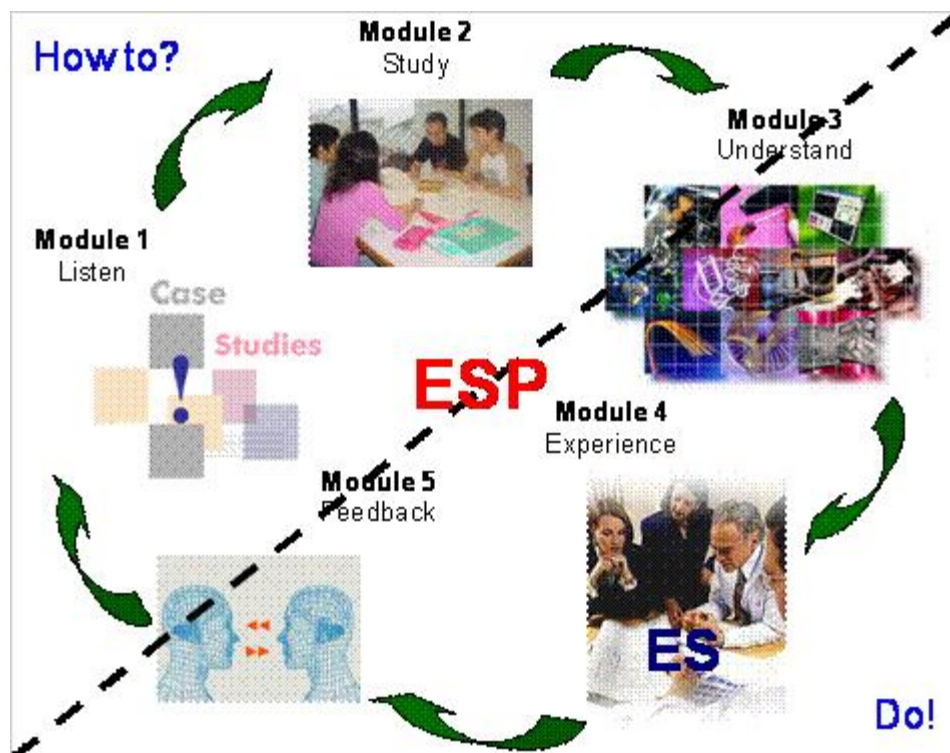 How to?
Module 2
Study
Module 3
Understand
Module 1
Listen
Case
Studies
ESP
Module 4
Experience
Module 5
Feedback
ES
Do!